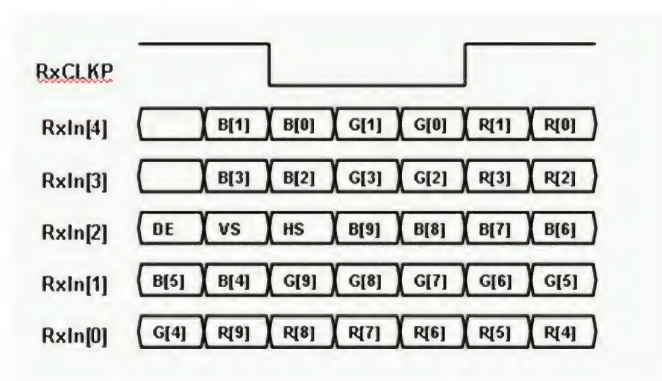 RxCLKP
RxIn[4] B[1] B[0] G[1] G[0] R[1] R[0]
RxIn[3] B[3] B[2] G[3] G[2] R[3] R[2]
RxIn[2] DE VS HS B[9] B[8] B[7] B[6]
RxIn[1] B[5] B[4] G[9] G[8] G[7] G[6] G[5]
RxIn[0] G[4] R[9] R[8] R[7] R[6] R[5] R[4]